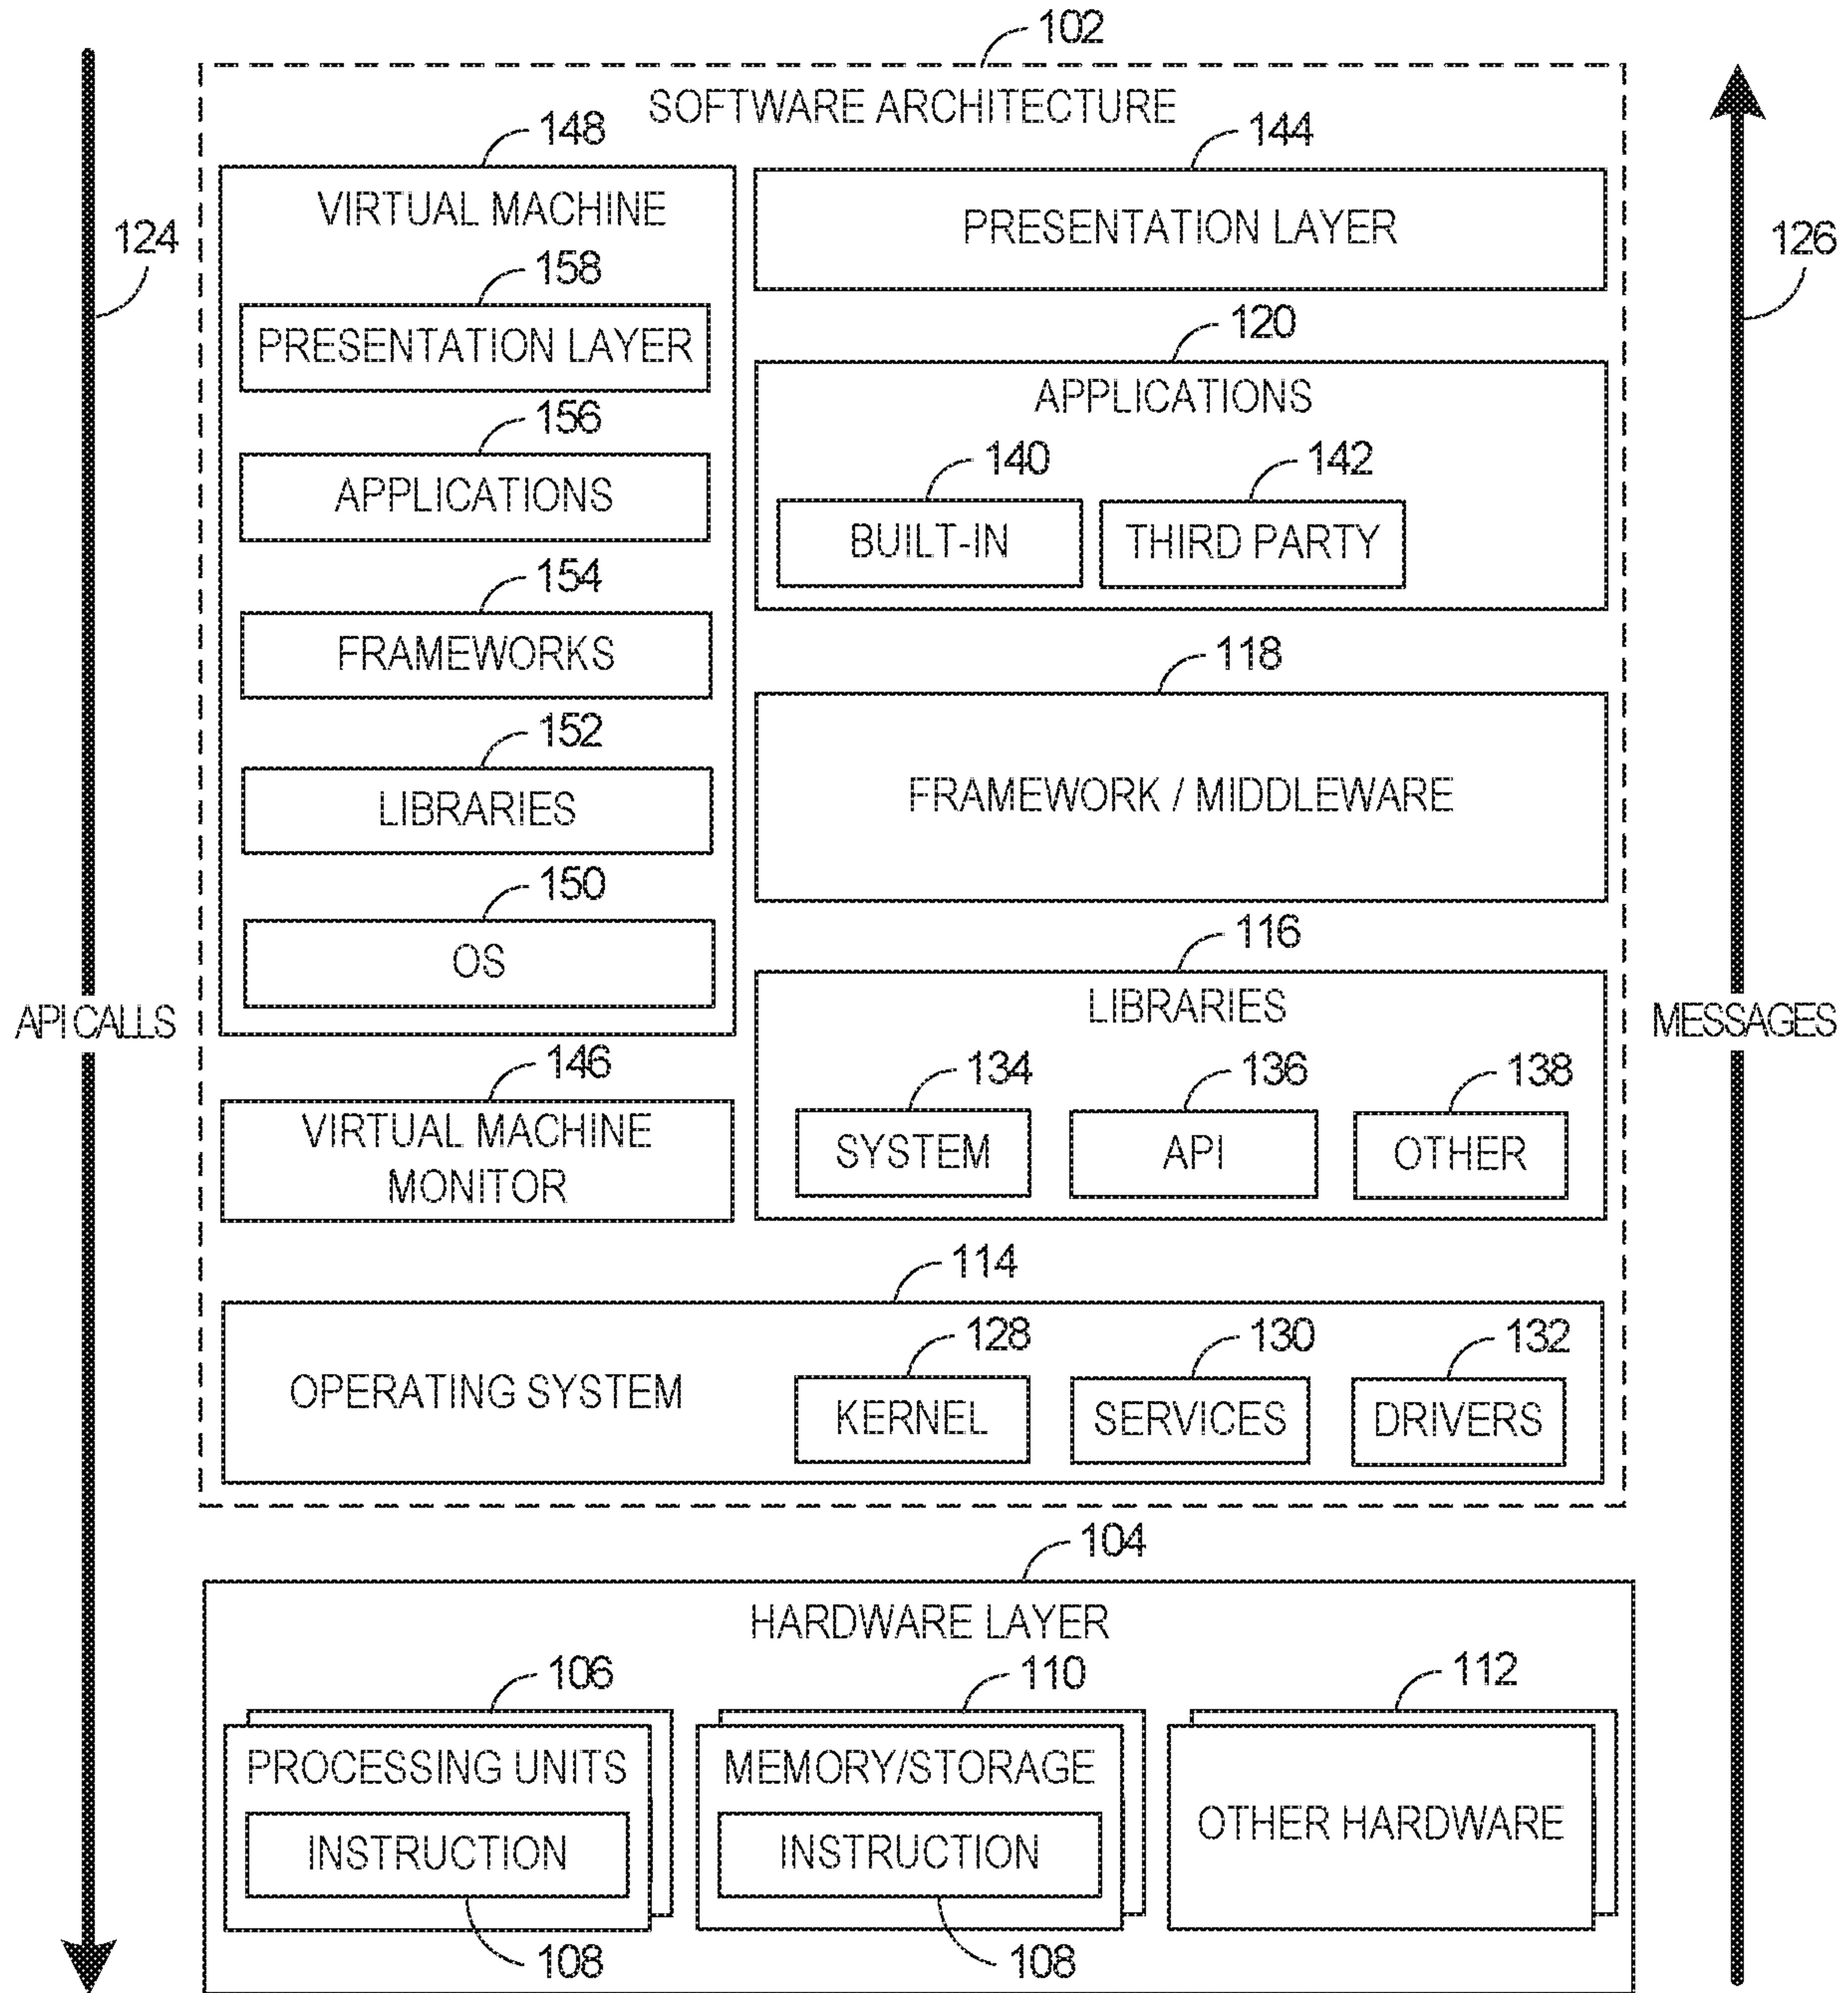 102
SOFTWARE ARCHITECTURE
148
VIRTUAL MACHINE
158
PRESENTATION LAYER
156
APPLICATIONS
154
FRAMEWORKS
152
LIBRARIES
150
OS
146
VIRTUAL MACHINE
MONITOR
144
PRESENTATION LAYER
120
APPLICATIONS
140
BUILT-IN
142
THIRD PARTY
118
FRAMEWORK / MIDDLEWARE
116
LIBRARIES
134
SYSTEM
136
API
138
OTHER
114
OPERATING SYSTEM
128
KERNEL
130
SERVICES
132
DRIVERS
104
HARDWARE LAYER
106
PROCESSING UNITS
INSTRUCTION
108
110
MEMORY/STORAGE
INSTRUCTION
108
112
OTHER HARDWARE
124
API CALLS
126
MESSAGES